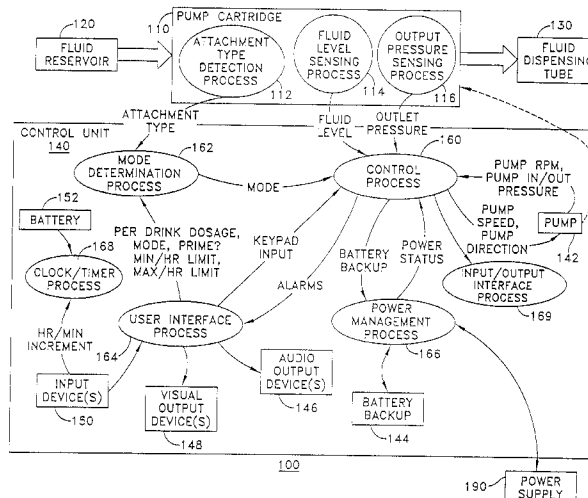 120
FLUID
RESERVOIR
110
PUMP CARTRIDGE
ATTACHMENT
TYPE
DETECTION
PROCESS
112
FLUID
LEVEL
SENSING
PROCESS
114
OUTPUT
PRESSURE
SENSING
PROCESS
116
130
FLUID
DISPENSING
TUBE
ATTACHMENT
TYPE
FLUID
LEVEL
OUTLET
PRESSURE
CONTROL UNIT
140
162
MODE
DETERMINATION
PROCESS
MODE
160
CONTROL
PROCESS
PUMP RPM,
PUMP IN/OUT
PRESSURE
PUMP
SPEED,
PUMP
DIRECTION
PUMP
142
152
BATTERY
168
CLOCK/TIMER
PROCESS
PER DRINK DOSAGE,
MODE, PRIME?
MIN/HR LIMIT,
MAX/HR LIMIT
KEYPAD
INPUT
ALARMS
BATTERY
BACKUP
POWER
STATUS
INPUT/OUTPUT
INTERFACE
PROCESS
169
HR/MIN
INCREMENT
USER INTERFACE
PROCESS
164
POWER
MANAGEMENT
PROCESS
166
INPUT
DEVICE(S)
150
VISUAL
OUTPUT
DEVICE(S)
148
AUDIO
OUTPUT
DEVICE(S)
146
BATTERY
BACKUP
144
100
190
POWER
SUPPLY